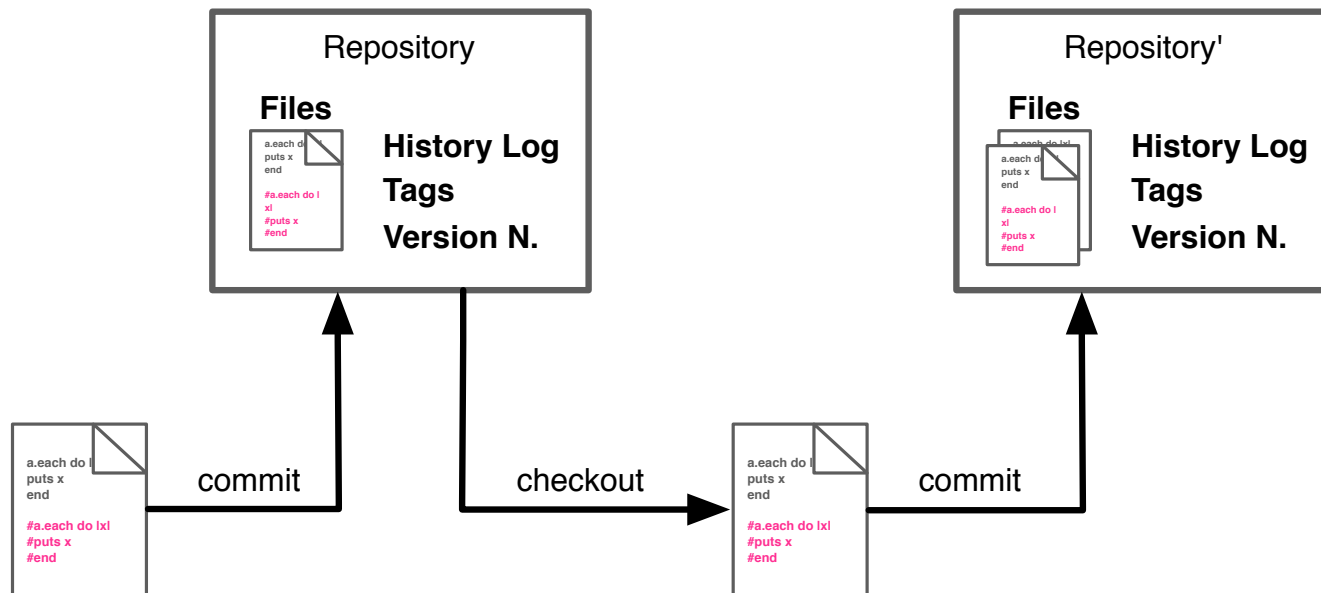 Repository
Files
a.each do
puts x
end
#a.each do |
x|
#puts x
#end
History Log
Tags
Version N.
Repository'
Files
a.each do |x|
a.each do
puts x
end
#a.each do |
x|
#puts x
#end
History Log
Tags
Version N.
a.each do |
puts x
end
#a.each do |x|
#puts x
#end
commit
checkout
a.each do |
puts x
end
#a.each do |x|
#puts x
#end
commit